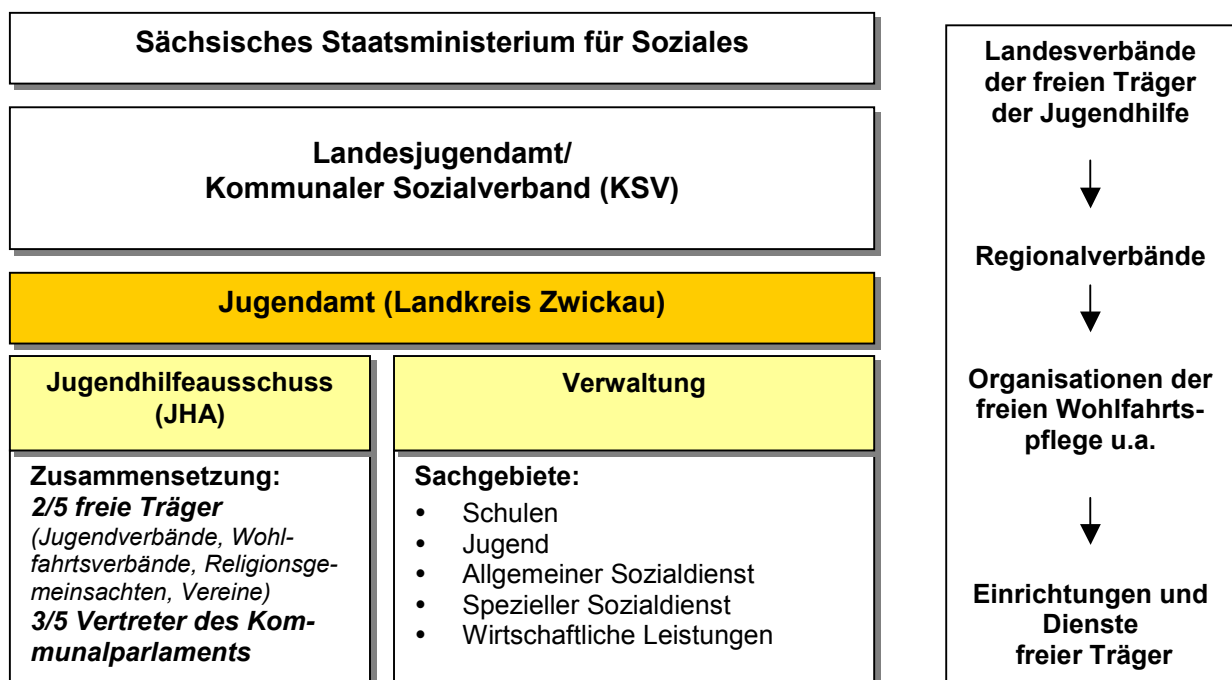 Sächsisches Staatsministerium für Soziales
Landesjugendamt/
Kommunaler Sozialverband (KSV)
Jugendamt (Landkreis Zwickau)
Jugendhilfeausschuss
(JHA)
Zusammensetzung:
2/5 freie Träger
(Jugendverbände, Wohl-
fahrtsverbände, Religionsge-
meinsachten, Vereine)
3/5 Vertreter des Kom-
munalparlaments
Verwaltung
Sachgebiete:
• Schulen
• Jugend
• Allgemeiner Sozialdienst
• Spezieller Sozialdienst
• Wirtschaftliche Leistungen
Landesverbände
der freien Träger
der Jugendhilfe
Regionalverbände
Organisationen der
freien Wohlfahrts-
pflege u.a.
Einrichtungen und
Dienste
freier Träger